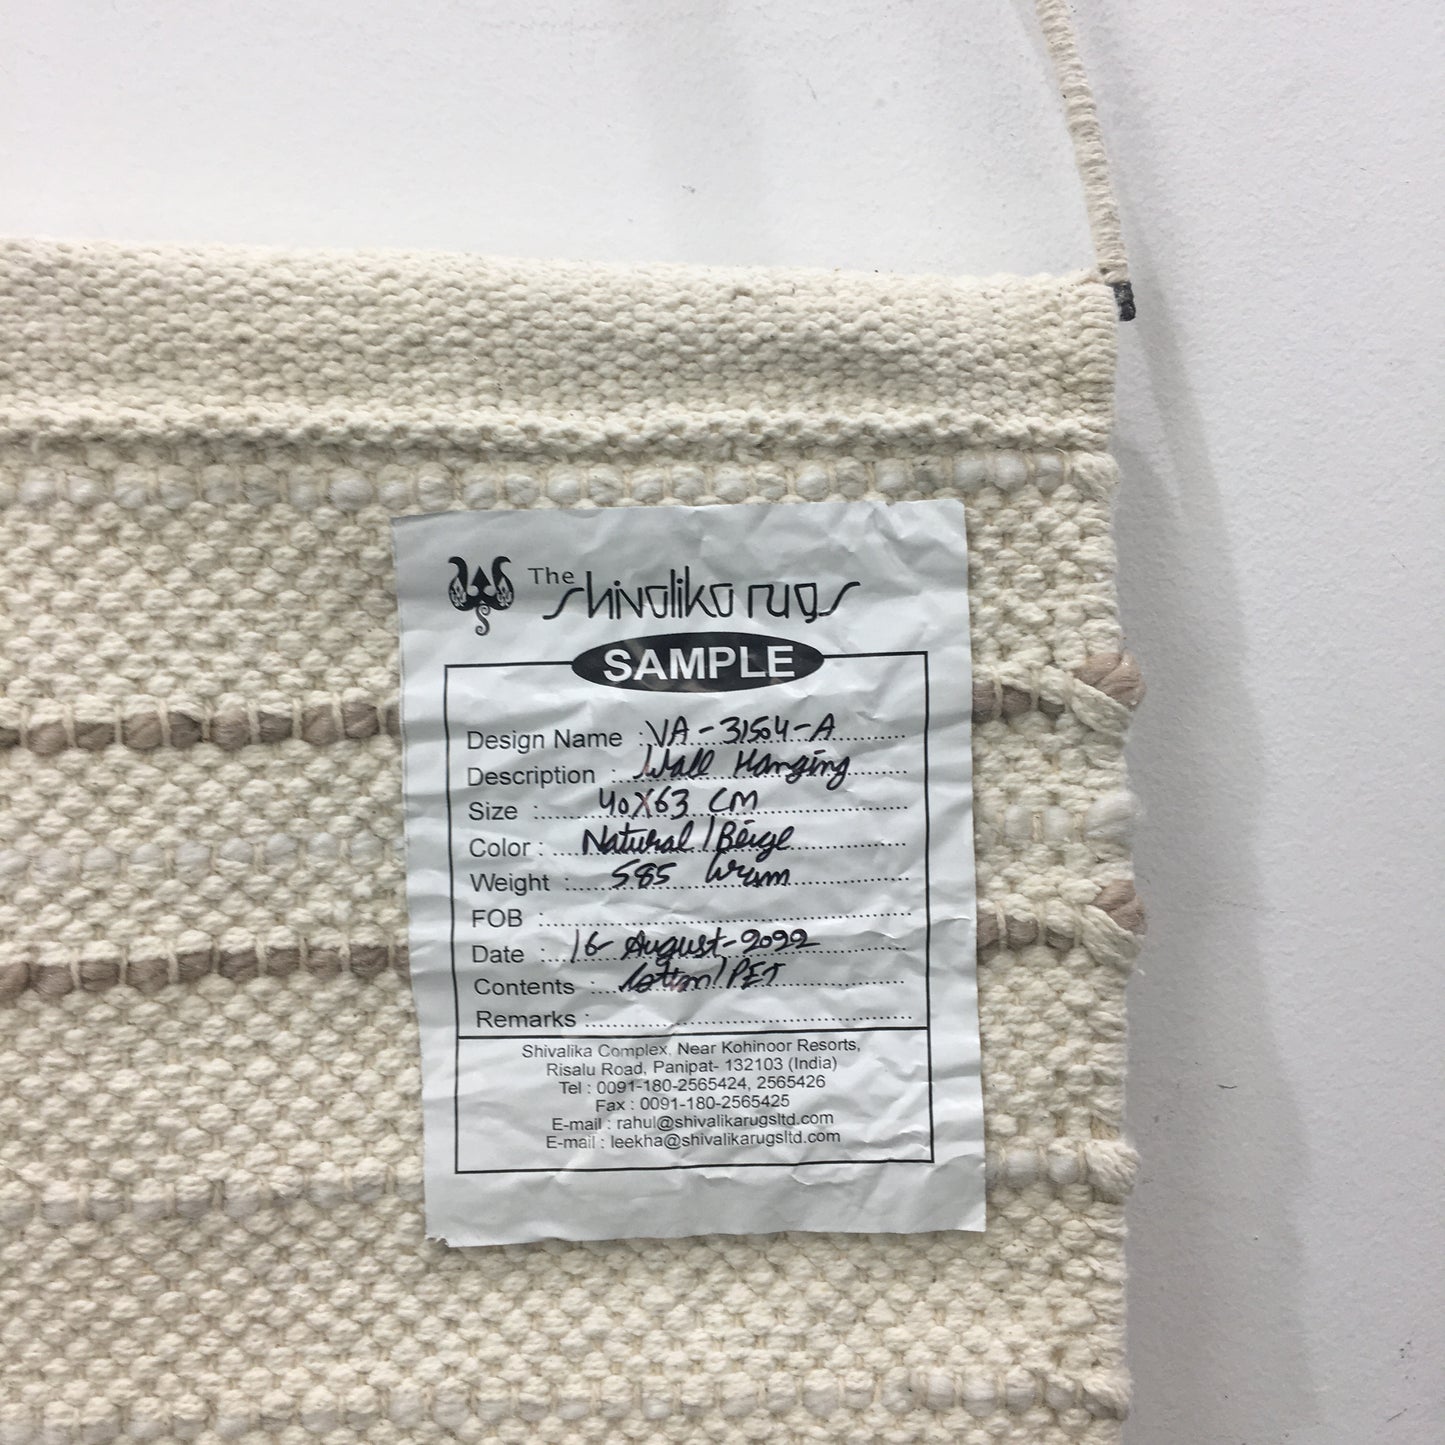 The
Shivalika rugs
SAMPLE
Design Name : VA-31504-A
Description : Wall Hanging
Size : 40X63 CM
Color : Natural/Beige
Weight : 585 Gram
FOB :
Date : 16-August-2022
Contents : Cotton/PET
Remarks :
Shivalika Complex, Near Kohinoor Resorts,
Risalu Road, Panipat- 132103 (India)
Tel : 0091-180-2565424, 2565426
Fax : 0091-180-2565425
E-mail : rahul@shivalikarugsltd.com
E-mail : leekha@shivalikarugsltd.com